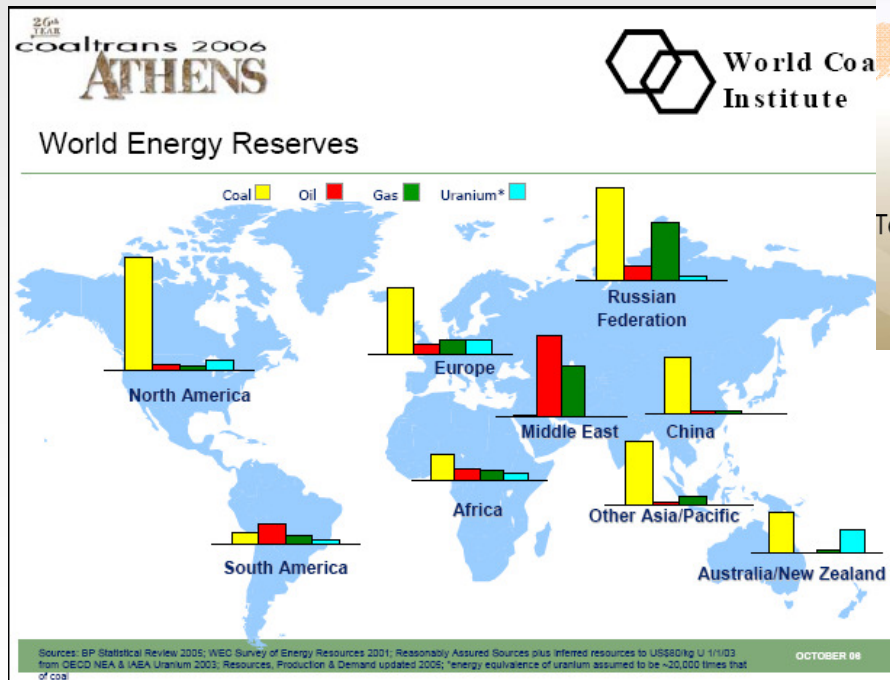 26th
YEAR
coaltrans 2006
ATHENS
World Coa
Institute
World Energy Reserves
Coal Oil Gas Uranium*
Russian
Federation
Europe
North America
Middle East
China
Africa
Other Asia/Pacific
South America
Australia/New Zealand
Sources: BP Statistical Review 2005; WEC Survey of Energy Resources 2001; Reasonably Assured Sources plus inferred resources to US$80/kg U 1/1/03
from OECD NEA & IAEA Uranium 2003; Resources, Production & Demand updated 2005; *energy equivalence of uranium assumed to be ~20,000 times that
of coal
OCTOBER 06